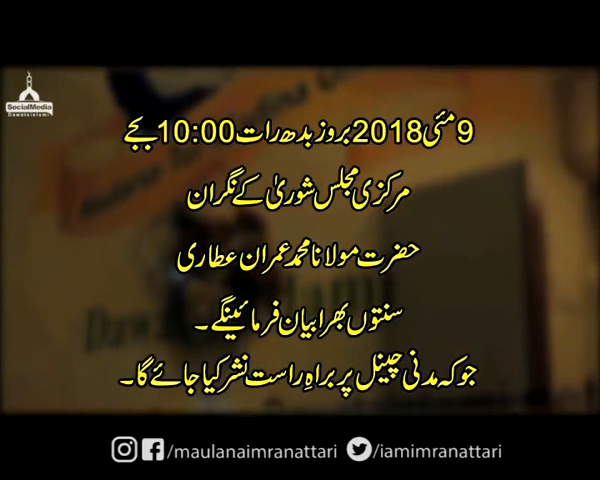 SocialMedia
DawateIslami
9 مئی 2018 بروز بدھ رات 10:00 بجے
مرکزی مجلس شوریٰ کے نگران
حضرت مولانا محمد عمران عطاری
سنتوں بھرا بیان فرمائینگے۔
جو کہ مدنی چینل پر براہِ راست نشر کیا جائے گا۔
/maulanaimranattari /iamimranattari